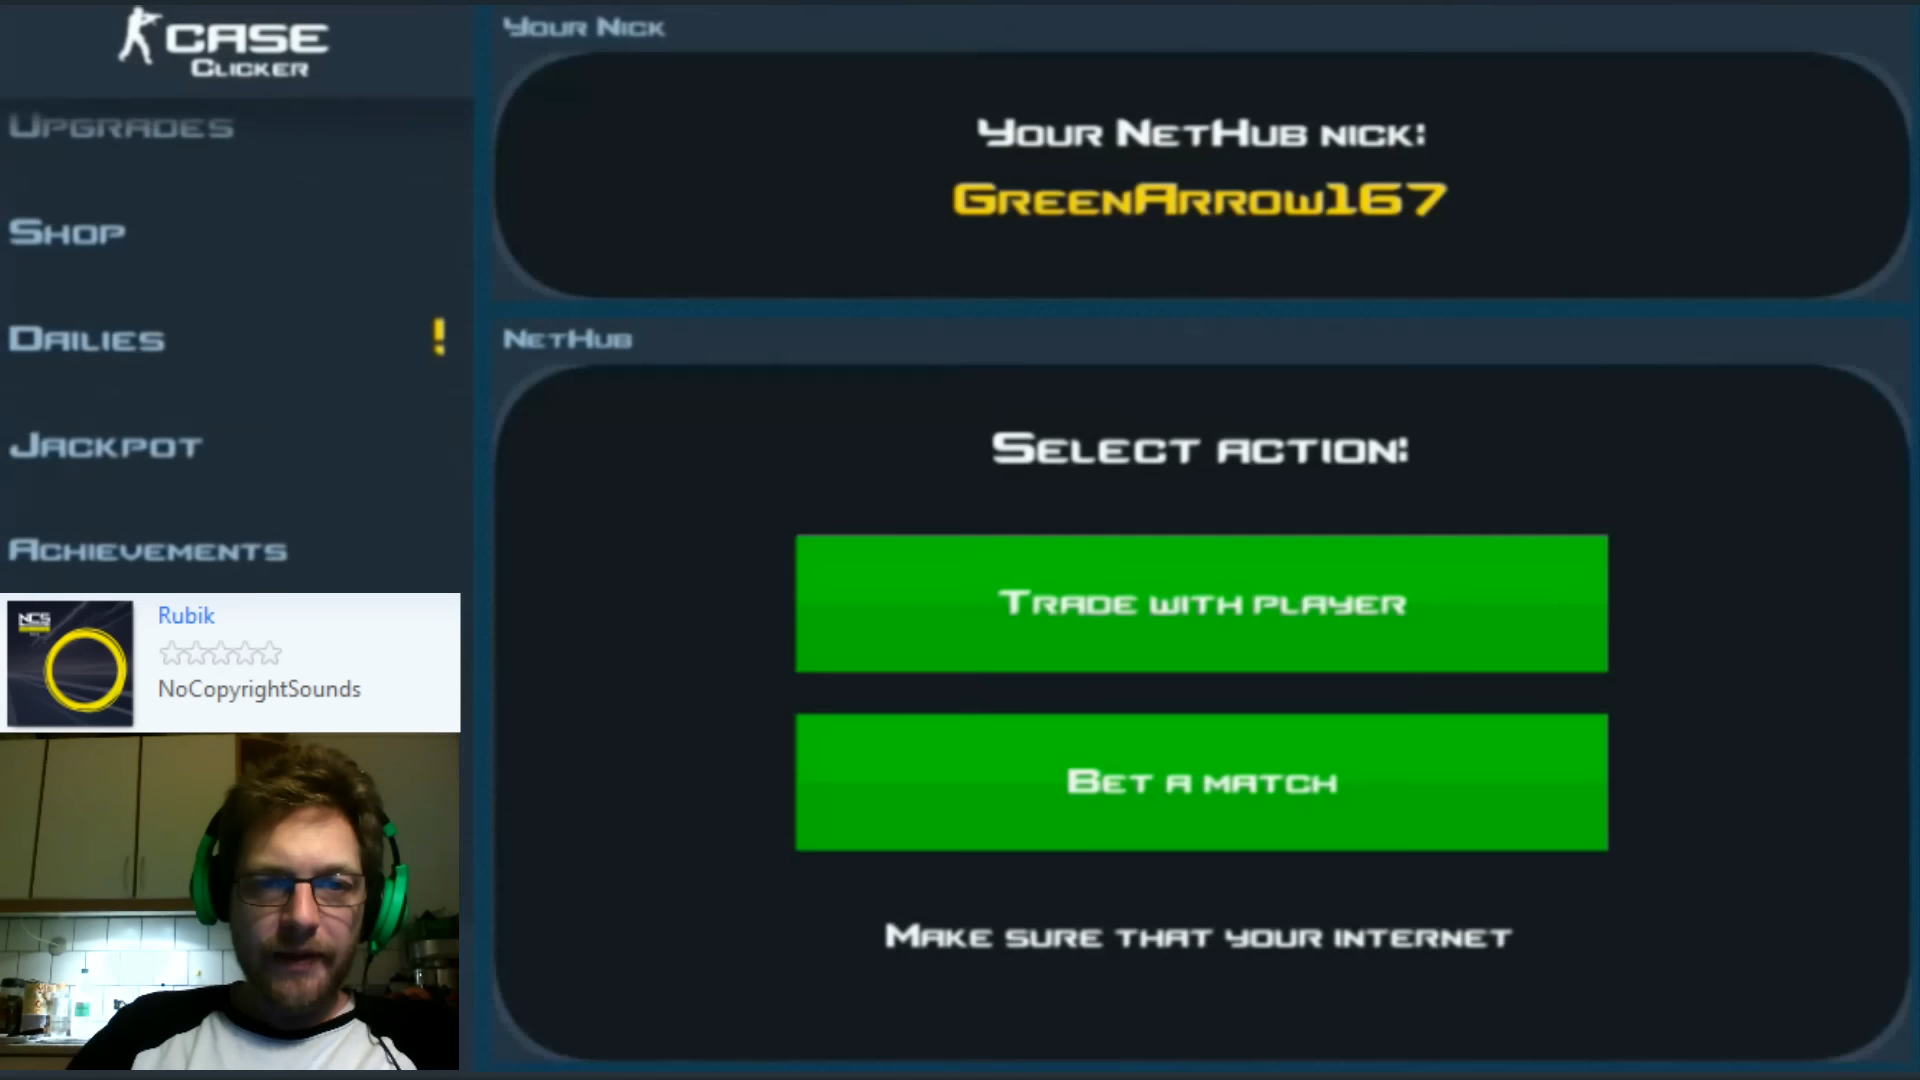 CASE
CLICKER
UPGRADES
SHOP
DAILIES !
JACKPOT
ACHIEVEMENTS
NCS
Rubik
NoCopyrightSounds
YOUR NICK
YOUR NETHUB NICK:
GREENARROW167
NETHUB
SELECT ACTION:
TRADE WITH PLAYER
BET A MATCH
MAKE SURE THAT YOUR INTERNET